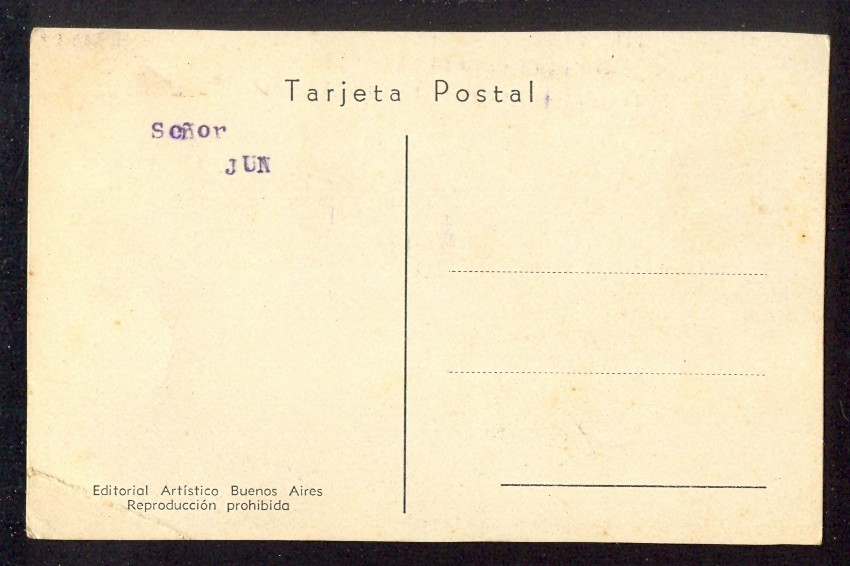 Tarjeta Postal
Señor
JUN
Editorial Artístico Buenos Aires
Reproducción prohibida